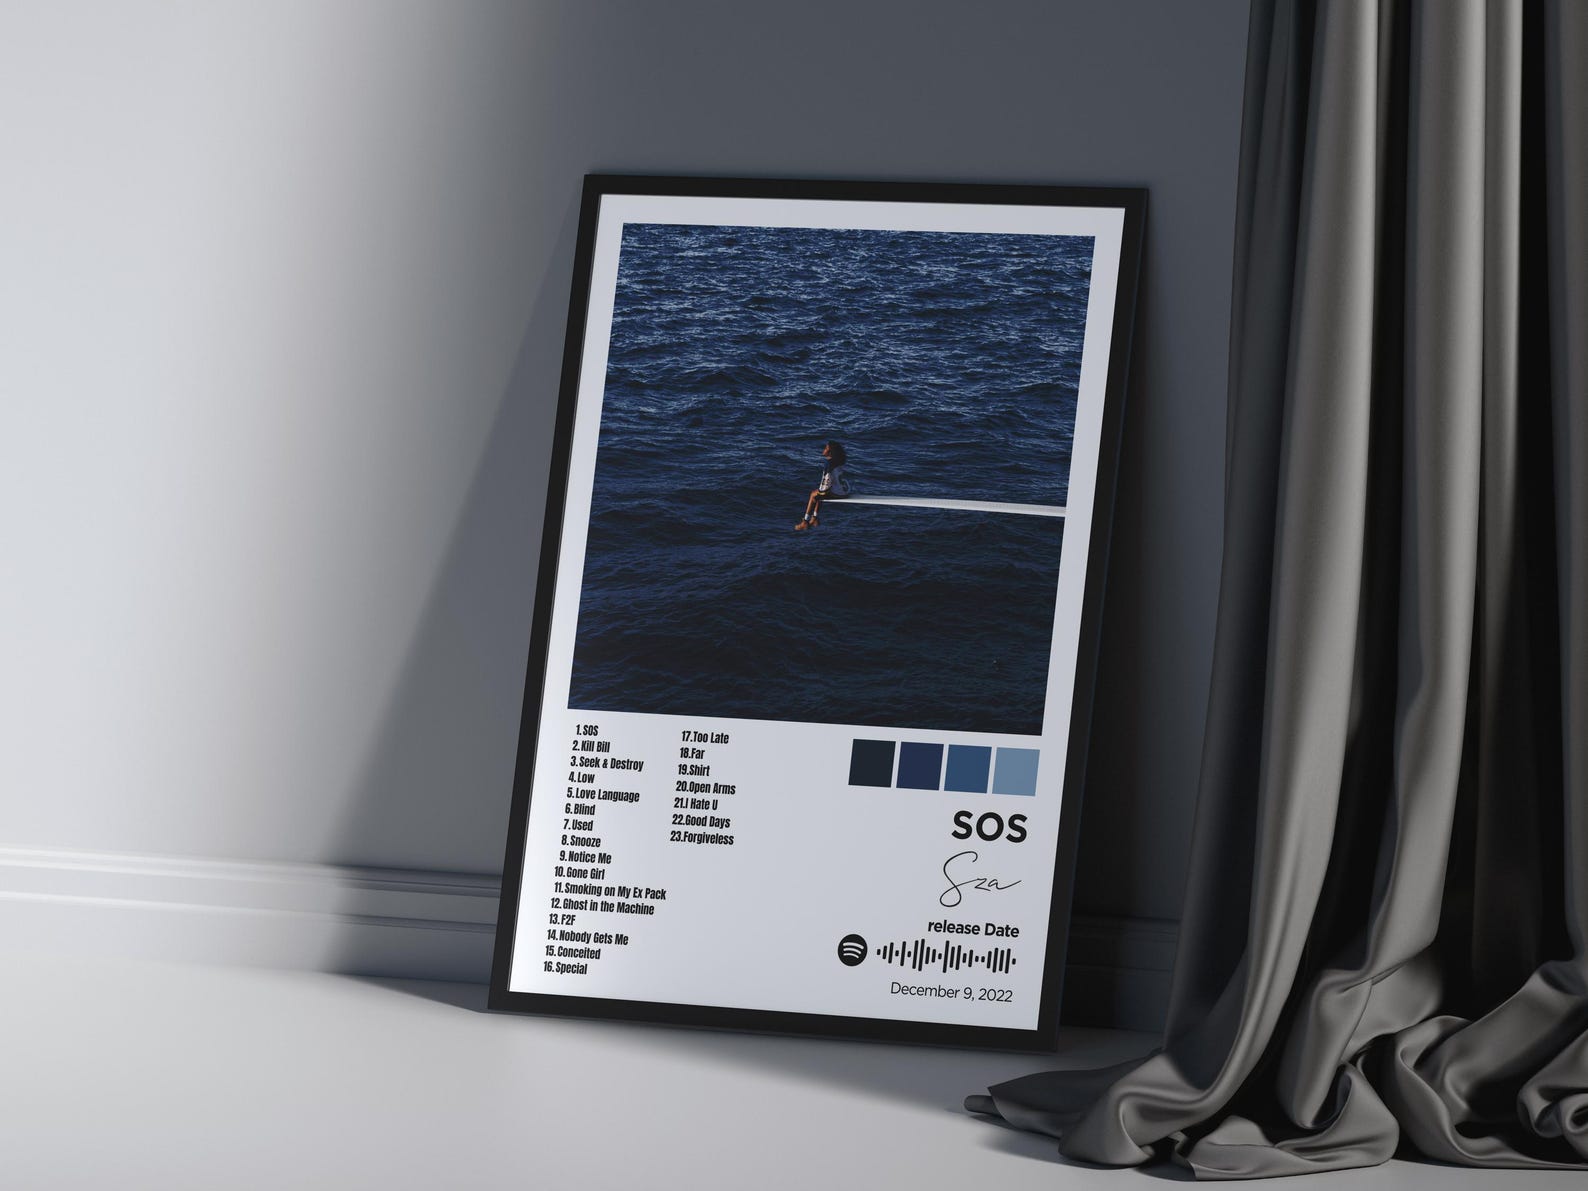 1.SOS
2.Kill Bill
3.Seek & Destroy
4.Low
5.Love Language
6.Blind
7.Used
8.Snooze
9.Notice Me
10.Gone Girl
11.Smoking on My Ex Pack
12.Ghost in the Machine
13.F2F
14.Nobody Gets Me
15.Conceited
16.Special
17.Too Late
18.Far
19.Shirt
20.Open Arms
21.I Hate U
22.Good Days
23.Forgiveless
SOS
Sza
release Date
December 9, 2022